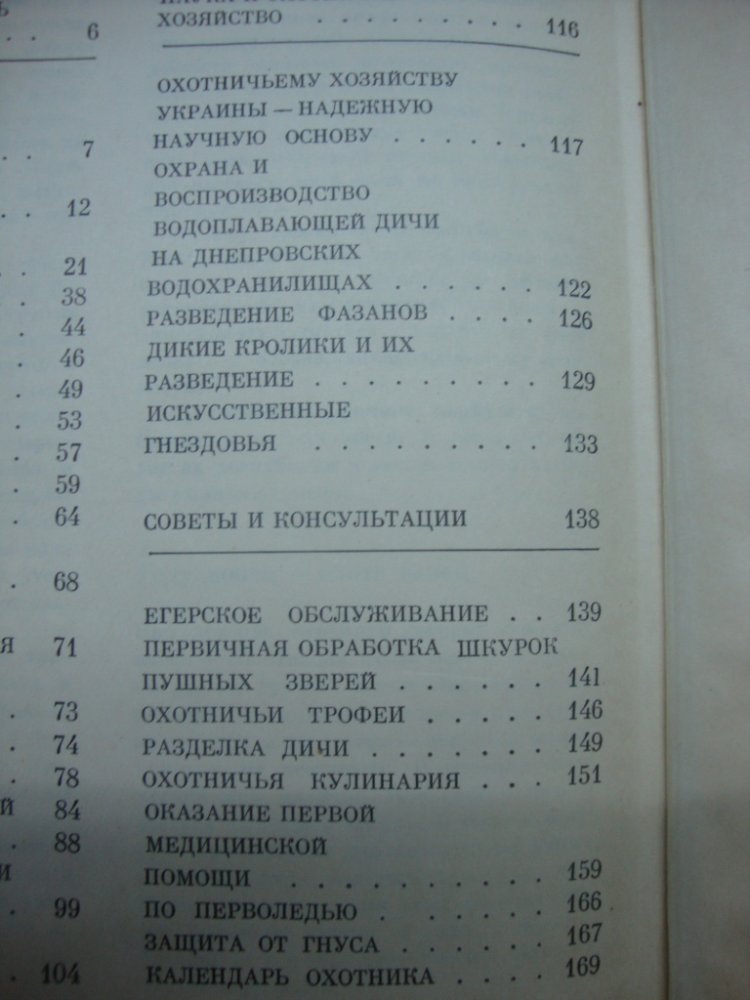 Ь
. . 6
7
. . 12
. 21
38
. 44
. 46
. 49
. 53
. 57
. 59
. 64
. 68
Я 71
. 73
. 74
. 78
Й 84
. 88
И
. 99
. 104
ХОЗЯЙСТВО . . . . . . . . . 116
ОХОТНИЧЬЕМУ ХОЗЯЙСТВУ
УКРАИНЫ — НАДЕЖНУЮ
НАУЧНУЮ ОСНОВУ . . . . . . 117
ОХРАНА И
ВОСПРОИЗВОДСТВО
ВОДОПЛАВАЮЩЕЙ ДИЧИ
НА ДНЕПРОВСКИХ
ВОДОХРАНИЛИЩАХ . . . . . . 122
РАЗВЕДЕНИЕ ФАЗАНОВ . . . . 126
ДИКИЕ КРОЛИКИ И ИХ
РАЗВЕДЕНИЕ . . . . . . . . . 129
ИСКУССТВЕННЫЕ
ГНЕЗДОВЬЯ . . . . . . . . . 133
СОВЕТЫ И КОНСУЛЬТАЦИИ 138
ЕГЕРСКОЕ ОБСЛУЖИВАНИЕ . . 139
ПЕРВИЧНАЯ ОБРАБОТКА ШКУРОК
ПУШНЫХ ЗВЕРЕЙ . . . . . . 141
ОХОТНИЧЬИ ТРОФЕИ . . . . . 146
РАЗДЕЛКА ДИЧИ . . . . . . . 149
ОХОТНИЧЬЯ КУЛИНАРИЯ . . . 151
ОКАЗАНИЕ ПЕРВОЙ
МЕДИЦИНСКОЙ
ПОМОЩИ . . . . . . . . . . 159
ПО ПЕРВОЛЕДЬЮ . . . . . . 166
ЗАЩИТА ОТ ГНУСА . . . . . . 167
КАЛЕНДАРЬ ОХОТНИКА . . . . 169